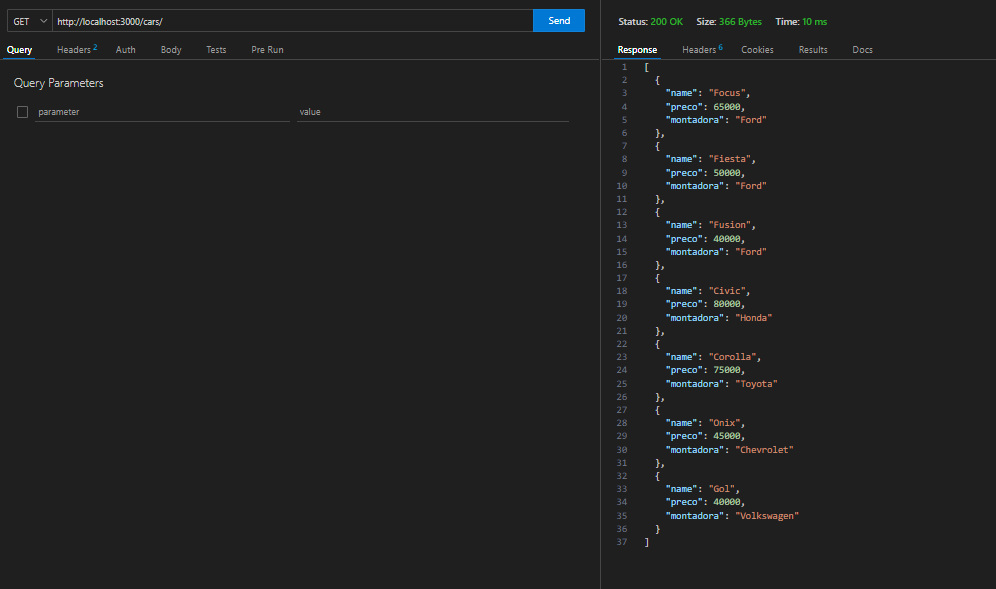 GET http://localhost:3000/cars/ Send
Query Headers 2 Auth Body Tests Pre Run
Query Parameters
parameter value
Status: 200 OK Size: 366 Bytes Time: 10 ms
Response Headers 6 Cookies Results Docs
1 [
2 {
3 "name": "Focus",
4 "preco": 65000,
5 "montadora": "Ford"
6 },
7 {
8 "name": "Fiesta",
9 "preco": 50000,
10 "montadora": "Ford"
11 },
12 {
13 "name": "Fusion",
14 "preco": 40000,
15 "montadora": "Ford"
16 },
17 {
18 "name": "Civic",
19 "preco": 80000,
20 "montadora": "Honda"
21 },
22 {
23 "name": "Corolla",
24 "preco": 75000,
25 "montadora": "Toyota"
26 },
27 {
28 "name": "Onix",
29 "preco": 45000,
30 "montadora": "Chevrolet"
31 },
32 {
33 "name": "Gol",
34 "preco": 40000,
35 "montadora": "Volkswagen"
36 }
37 ]